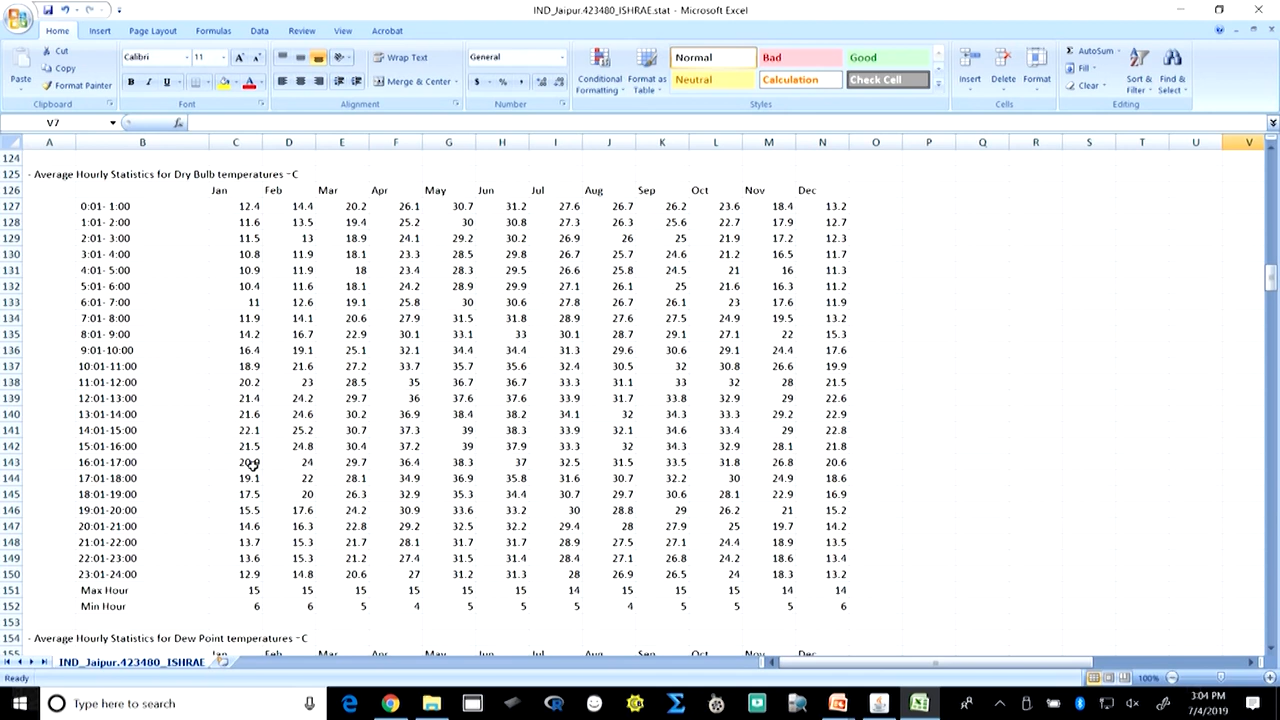 IND_Jaipur.423480_ISHRAE.stat - Microsoft Excel
Home Insert Page Layout Formulas Data Review View Acrobat
Cut
Copy
Format Painter
Paste
Calibri 11
B I U
Wrap Text
Merge & Center
General
$ % ,
Conditional Formatting
Format as Table
Normal Bad Good
Neutral Calculation Check Cell
Insert Delete Format
AutoSum
Fill
Clear
Sort & Filter
Find & Select
Clipboard Font Alignment Number Styles Cells Editing
V7
A B C D E F G H I J K L M N O P Q R S T U V
124
125 - Average Hourly Statistics for Dry Bulb temperatures ~C
126 Jan Feb Mar Apr May Jun Jul Aug Sep Oct Nov Dec
127 0:01- 1:00 12.4 14.4 20.2 26.1 30.7 31.2 27.6 26.7 26.2 23.6 18.4 13.2
128 1:01- 2:00 11.6 13.5 19.4 25.2 30 30.8 27.3 26.3 25.6 22.7 17.9 12.7
129 2:01- 3:00 11.5 13 18.9 24.1 29.2 30.2 26.9 26 25 21.9 17.2 12.3
130 3:01- 4:00 10.8 11.9 18.1 23.3 28.5 29.8 26.7 25.7 24.6 21.2 16.5 11.7
131 4:01- 5:00 10.9 11.9 18 23.4 28.3 29.5 26.6 25.8 24.5 21 16 11.3
132 5:01- 6:00 10.4 11.6 18.1 24.2 28.9 29.9 27.1 26.1 25 21.6 16.3 11.2
133 6:01- 7:00 11 12.6 19.1 25.8 30 30.6 27.8 26.7 26.1 23 17.6 11.9
134 7:01- 8:00 11.9 14.1 20.6 27.9 31.5 31.8 28.9 27.6 27.5 24.9 19.5 13.2
135 8:01- 9:00 14.2 16.7 22.9 30.1 33.1 33 30.1 28.7 29.1 27.1 22 15.3
136 9:01-10:00 16.4 19.1 25.1 32.1 34.4 34.4 31.3 29.6 30.6 29.1 24.4 17.6
137 10:01-11:00 18.9 21.6 27.2 33.7 35.7 35.6 32.4 30.5 32 30.8 26.6 19.9
138 11:01-12:00 20.2 23 28.5 35 36.7 36.7 33.3 31.1 33 32 28 21.5
139 12:01-13:00 21.4 24.2 29.7 36 37.6 37.6 33.9 31.7 33.8 32.9 29 22.6
140 13:01-14:00 21.6 24.6 30.2 36.9 38.4 38.2 34.1 32 34.3 33.3 29.2 22.9
141 14:01-15:00 22.1 25.2 30.7 37.3 39 38.3 33.9 32.1 34.6 33.4 29 22.8
142 15:01-16:00 21.5 24.8 30.4 37.2 39 37.9 33.3 32 34.3 32.9 28.1 21.8
143 16:01-17:00 24 29.7 36.4 38.3 37 32.5 31.5 33.5 31.8 26.8 20.6
144 17:01-18:00 19.1 22 28.1 34.9 36.9 35.8 31.6 30.7 32.2 30 24.9 18.6
145 18:01-19:00 17.5 20 26.3 32.9 35.3 34.4 30.7 29.7 30.6 28.1 22.9 16.9
146 19:01-20:00 15.5 17.6 24.2 30.9 33.6 33.2 30 28.8 29 26.2 21 15.2
147 20:01-21:00 14.6 16.3 22.8 29.2 32.5 32.2 29.4 28 27.9 25 19.7 14.2
148 21:01-22:00 13.7 15.3 21.7 28.1 31.7 31.7 28.9 27.5 27.1 24.4 18.9 13.5
149 22:01-23:00 13.6 15.3 21.2 27.4 31.5 31.4 28.4 27.1 26.8 24.2 18.6 13.4
150 23:01-24:00 12.9 14.8 20.6 27 31.2 31.3 28 26.9 26.5 24 18.3 13.2
151 Max Hour 15 15 15 15 15 15 14 15 15 15 14 14
152 Min Hour 6 6 5 4 5 5 5 4 5 5 5 6
153
154 - Average Hourly Statistics for Dew Point temperatures ~C
155 Jan Feb Mar Apr May Jun Jul Aug Sep Oct Nov Dec
IND_Jaipur.423480_ISHRAE
Ready 100%
Type here to search
3:04 PM
7/4/2019